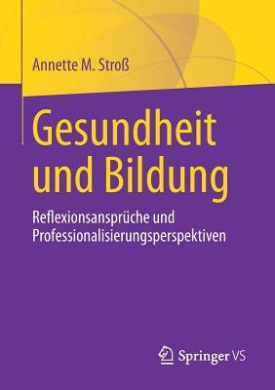 Annette M. Stroß
Gesundheit
und Bildung
Reflexionsansprüche und
Professionalisierungsperspektiven
Springer VS